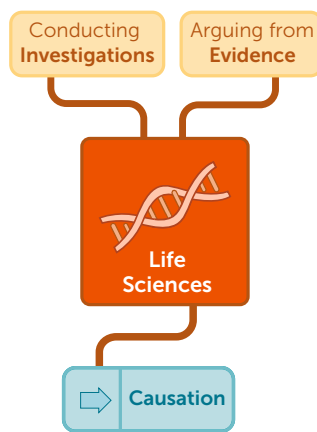 Conducting
Investigations
Arguing from
Evidence
Life
Sciences
Causation